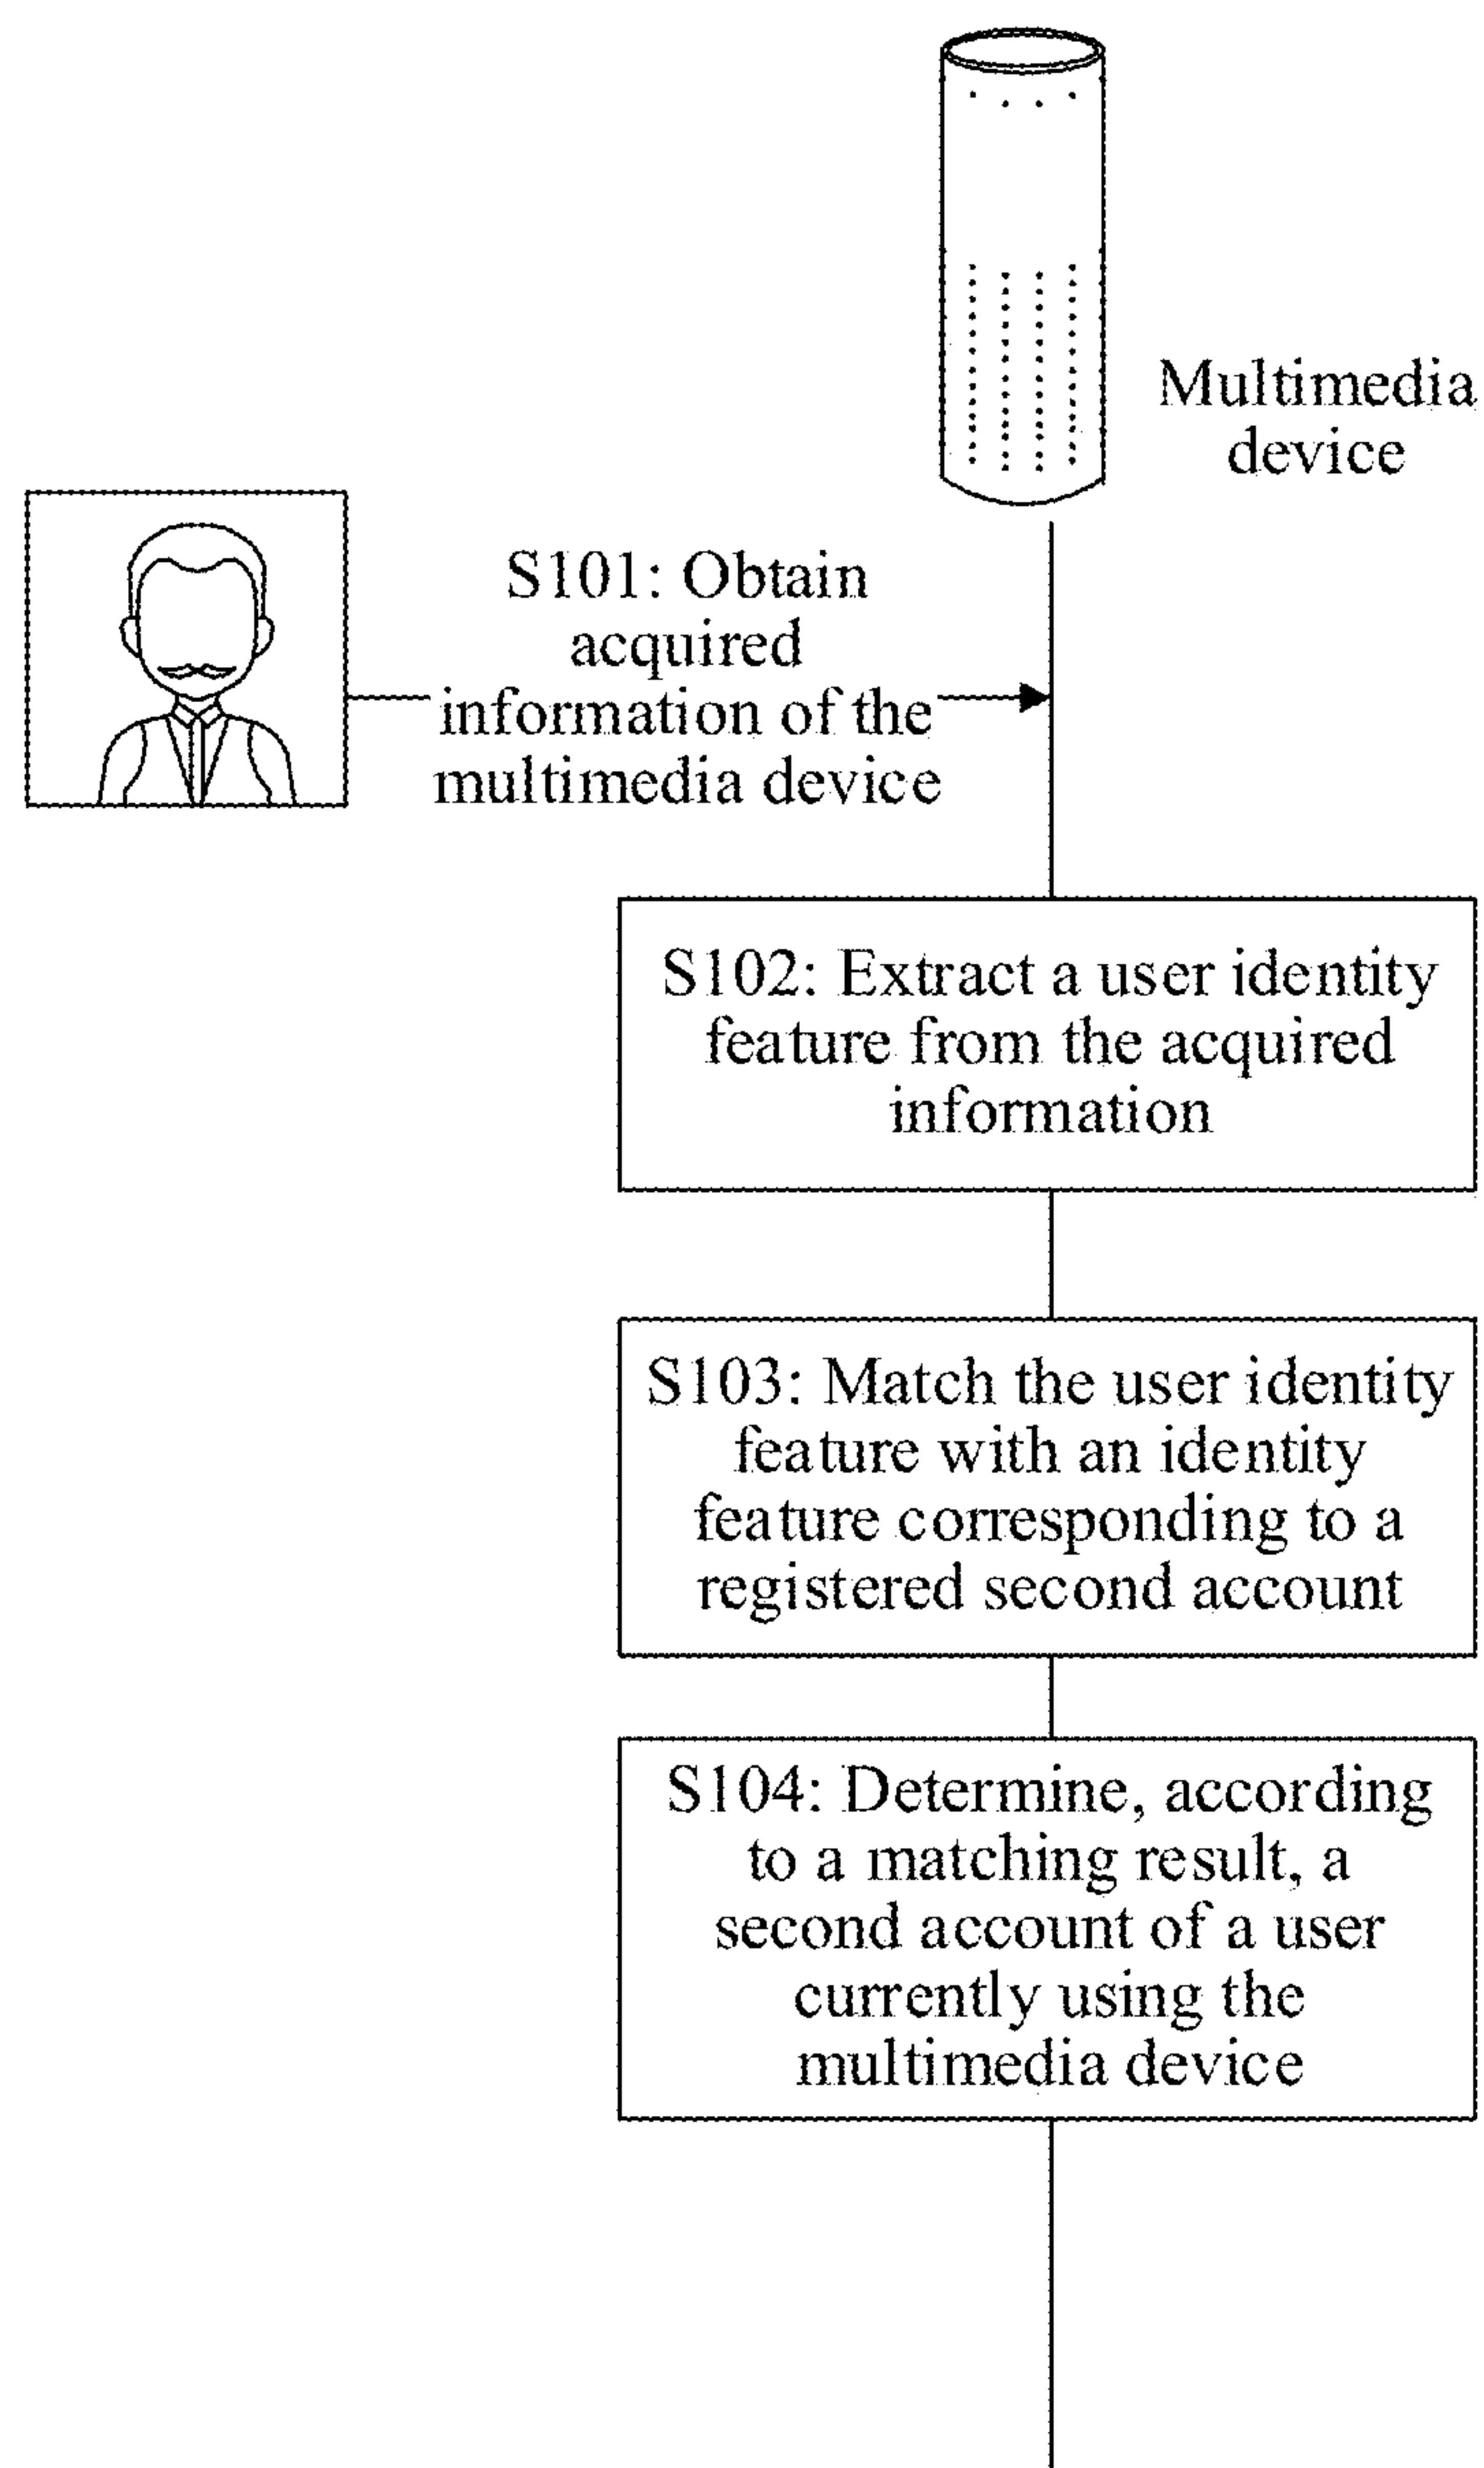 Multimedia
device
S101: Obtain
acquired
information of the
multimedia device
S102: Extract a user identity
feature from the acquired
information
S103: Match the user identity
feature with an identity
feature corresponding to a
registered second account
S104: Determine, according
to a matching result, a
second account of a user
currently using the
multimedia device